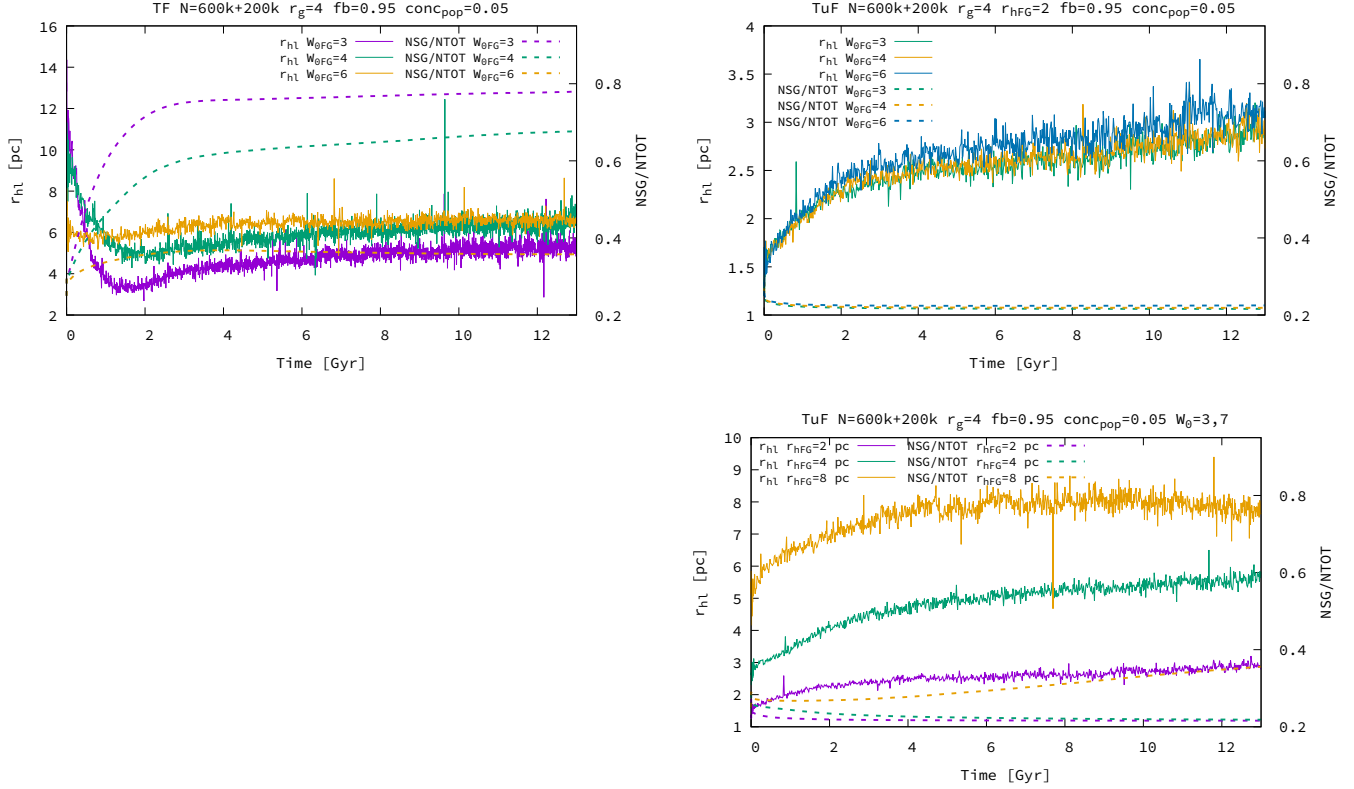 TF N=600k+200k r_g=4 fb=0.95 conc_pop=0.05
16
14
12
10
8
6
4
2
r_hl [pc]
r_hl W_0FG=3
r_hl W_0FG=4
r_hl W_0FG=6
NSG/NTOT W_0FG=3
NSG/NTOT W_0FG=4
NSG/NTOT W_0FG=6
0.8
0.6
0.4
0.2
NSG/NTOT
0 2 4 6 8 10 12
Time [Gyr]
TuF N=600k+200k r_g=4 r_hFG=2 fb=0.95 conc_pop=0.05
4
3.5
3
2.5
2
1.5
1
r_hl [pc]
r_hl W_0FG=3
r_hl W_0FG=4
r_hl W_0FG=6
NSG/NTOT W_0FG=3
NSG/NTOT W_0FG=4
NSG/NTOT W_0FG=6
0.8
0.6
0.4
0.2
NSG/NTOT
0 2 4 6 8 10 12
Time [Gyr]
TuF N=600k+200k r_g=4 fb=0.95 conc_pop=0.05 W_0=3,7
10
9
8
7
6
5
4
3
2
1
r_hl [pc]
r_hl r_hFG=2 pc
r_hl r_hFG=4 pc
r_hl r_hFG=8 pc
NSG/NTOT r_hFG=2 pc
NSG/NTOT r_hFG=4 pc
NSG/NTOT r_hFG=8 pc
0.8
0.6
0.4
0.2
NSG/NTOT
0 2 4 6 8 10 12
Time [Gyr]